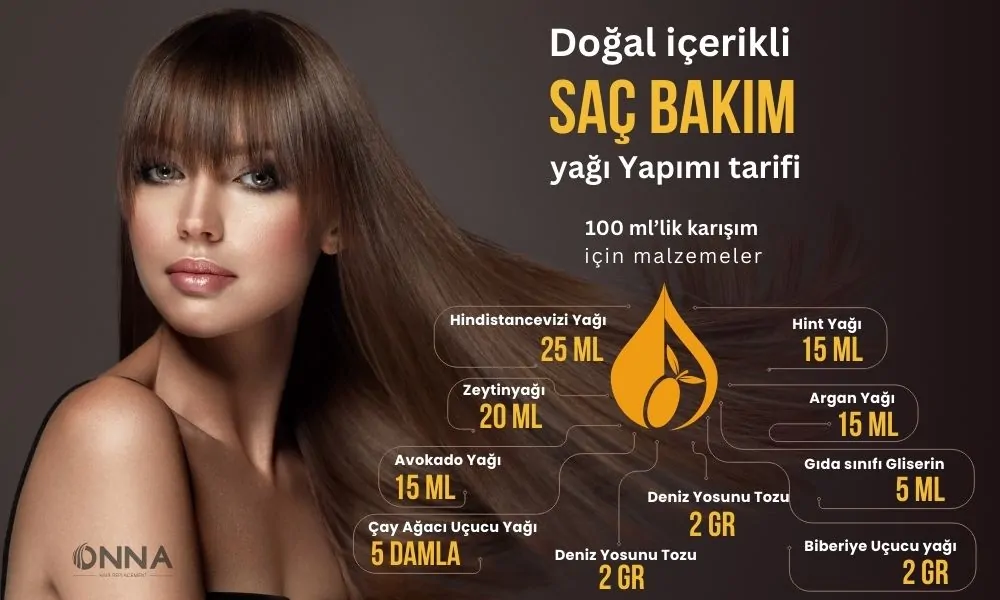 Doğal içerikli
SAÇ BAKIM
yağı Yapımı tarifi
100 ml’lik karışım
için malzemeler
Hindistancevizi Yağı
25 ML
Hint Yağı
15 ML
Zeytinyağı
20 ML
Argan Yağı
15 ML
Avokado Yağı
15 ML
Gıda sınıfı Gliserin
5 ML
Deniz Yosunu Tozu
2 GR
Çay Ağacı Uçucu Yağı
5 DAMLA
Deniz Yosunu Tozu
2 GR
Biberiye Uçucu yağı
2 GR
ONNA
HAIR REPLACEMENT